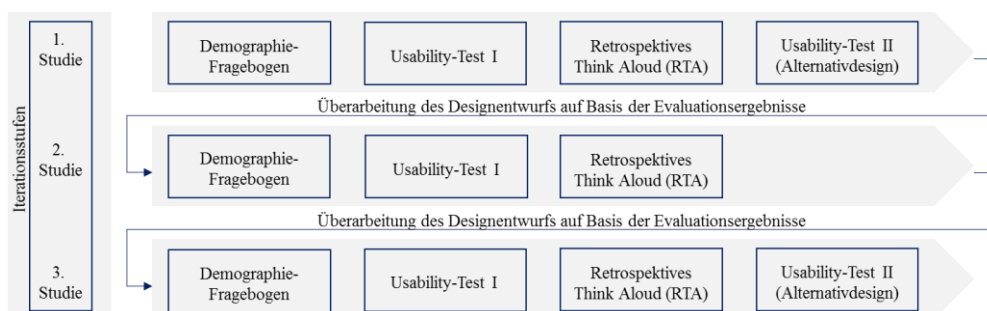 Iterationsstufen
1.
Studie
Demographie-
Fragebogen
Usability-Test I
Retrospektives
Think Aloud (RTA)
Usability-Test II
(Alternativdesign)
Überarbeitung des Designentwurfs auf Basis der Evaluationsergebnisse
2.
Studie
Demographie-
Fragebogen
Usability-Test I
Retrospektives
Think Aloud (RTA)
Überarbeitung des Designentwurfs auf Basis der Evaluationsergebnisse
3.
Studie
Demographie-
Fragebogen
Usability-Test I
Retrospektives
Think Aloud (RTA)
Usability-Test II
(Alternativdesign)